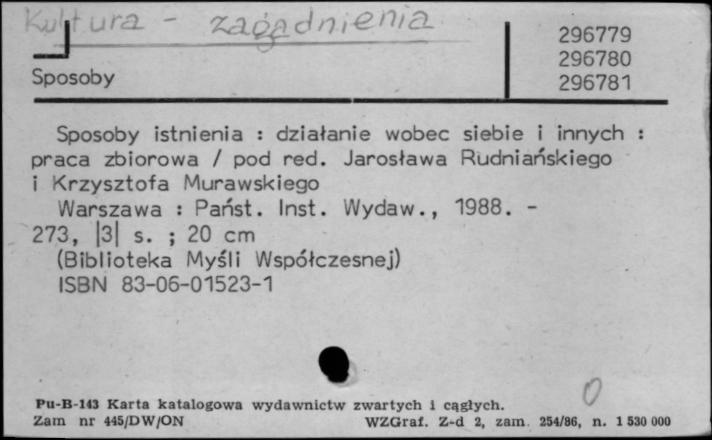 Kultura - zagadnienia
296779
296780
Sposoby 296781
Sposoby istnienia : działanie wobec siebie i innych :
praca zbiorowa / pod red. Jarosława Rudniańskiego
i Krzysztofa Murawskiego
Warszawa : Państ. Inst. Wydaw., 1988. -
273, |3| s. ; 20 cm
(Biblioteka Myśli Współczesnej)
ISBN 83-06-01523-1
0
Pu-B-143 Karta katalogowa wydawnictw zwartych i cągłych.
Zam nr 445/DW/ON WZGraf. Z-d 2, zam. 254/86, n. 1 530 000